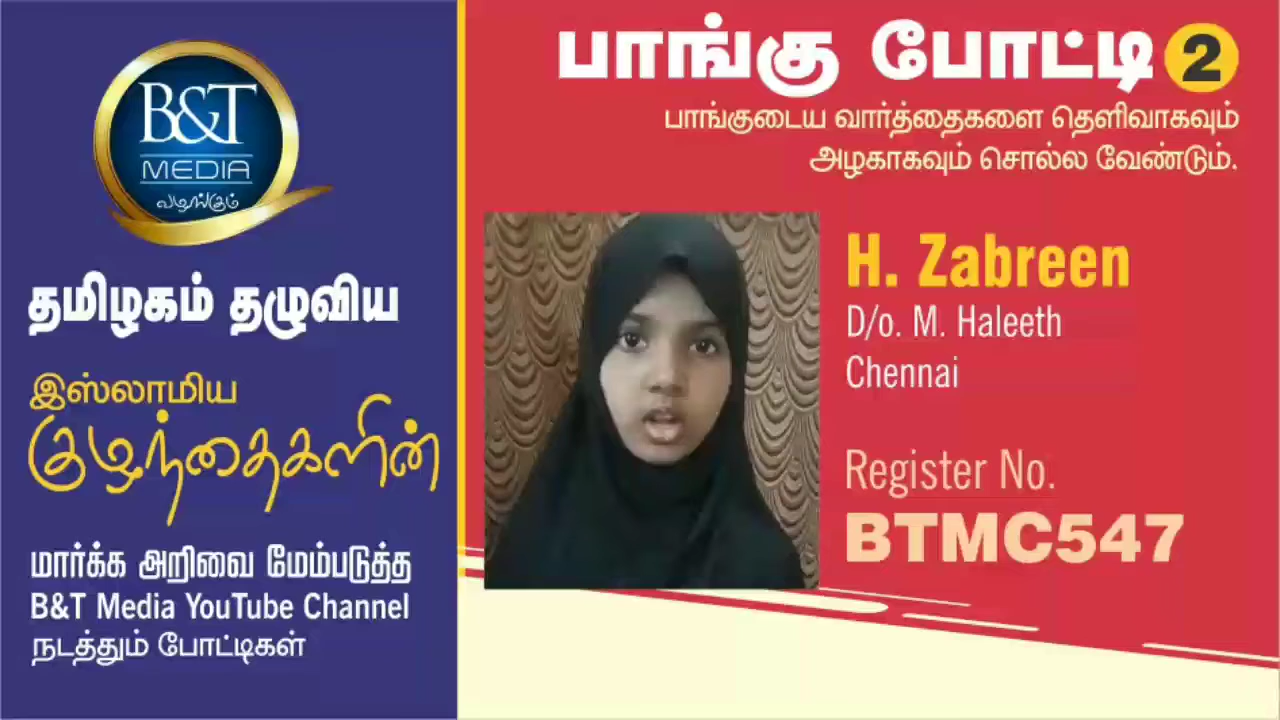 B&T
MEDIA
வழங்கும்
தமிழகம் தழுவிய
இஸ்லாமிய
குழந்தைகளின்
மார்க்க அறிவை மேம்படுத்த
B&T Media YouTube Channel
நடத்தும் போட்டிகள்
பாங்கு போட்டி 2
பாங்குடைய வார்த்தைகளை தெளிவாகவும்
அழகாகவும் சொல்ல வேண்டும்.
H. Zabreen
D/o. M. Haleeth
Chennai
Register No.
BTMC547